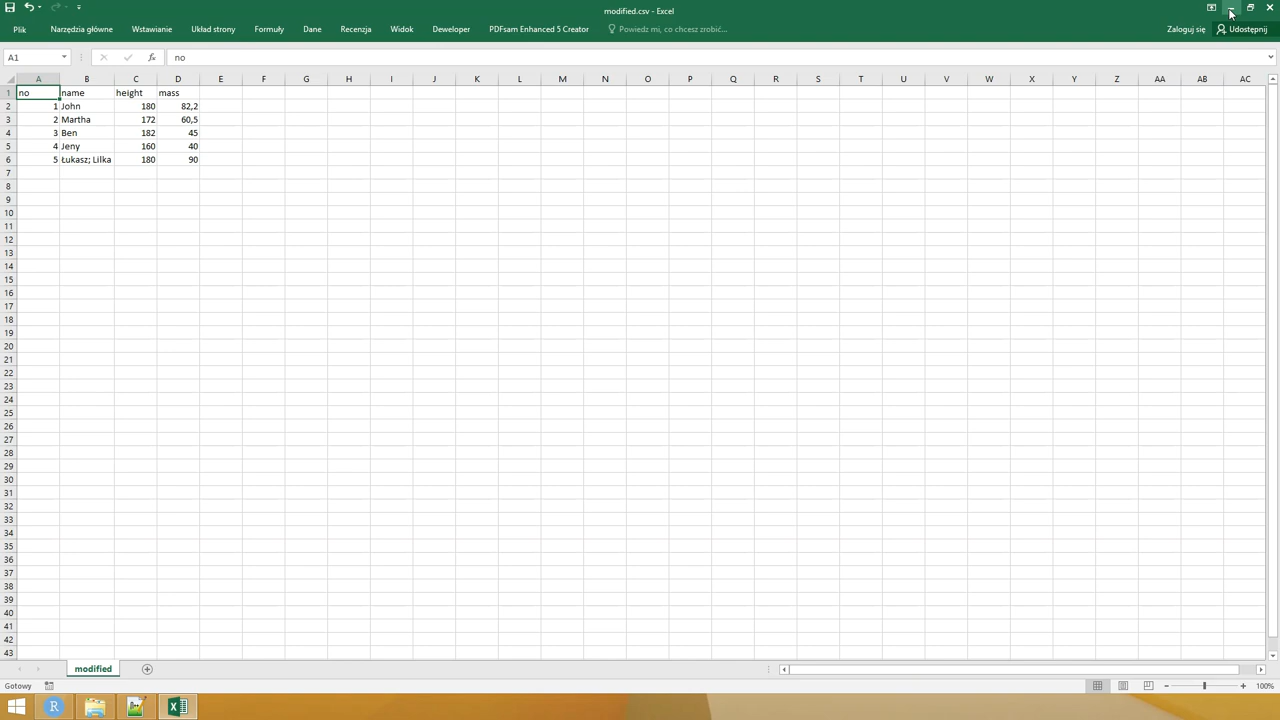 modified.csv - Excel
Plik Narzędzia główne Wstawianie Układ strony Formuły Dane Recenzja Widok Deweloper PDFsam Enhanced 5 Creator Powiedz mi, co chcesz zrobić... Zaloguj się Udostępnij
A1 fx no
A B C D E F G H I J K L M N O P Q R S T U V W X Y Z AA AB AC
1 no name height mass
2 1 John 180 82,2
3 2 Martha 172 60,5
4 3 Ben 182 45
5 4 Jeny 160 40
6 5 Łukasz; Lilka 180 90
7
8
9
10
11
12
13
14
15
16
17
18
19
20
21
22
23
24
25
26
27
28
29
30
31
32
33
34
35
36
37
38
39
40
41
42
43
modified
Gotowy 100%
R